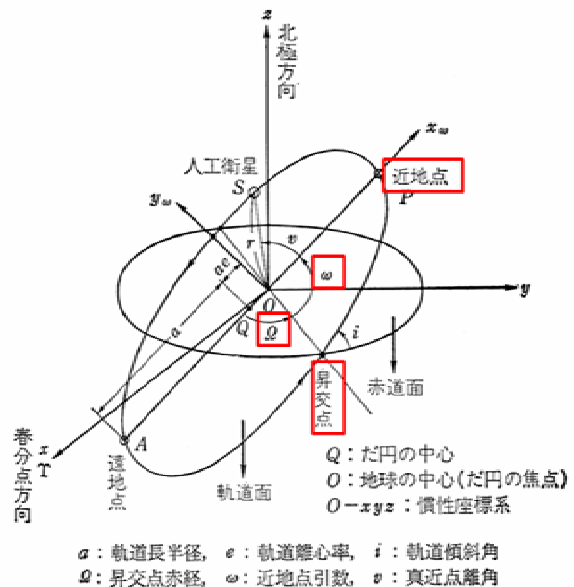 z
北極方向
xω
人工衛星
近地点
S
P
yω
r
v
ω
ae
O
y
a
Q
Ω
i
昇交点
赤道面
x
♈
春分点方向
A
遠地点
軌道面
Q：だ円の中心
O：地球の中心(だ円の焦点)
O－xyz：慣性座標系
a：軌道長半径, e：軌道離心率, i：軌道傾斜角
Ω：昇交点赤経, ω：近地点引数, v：真近点離角